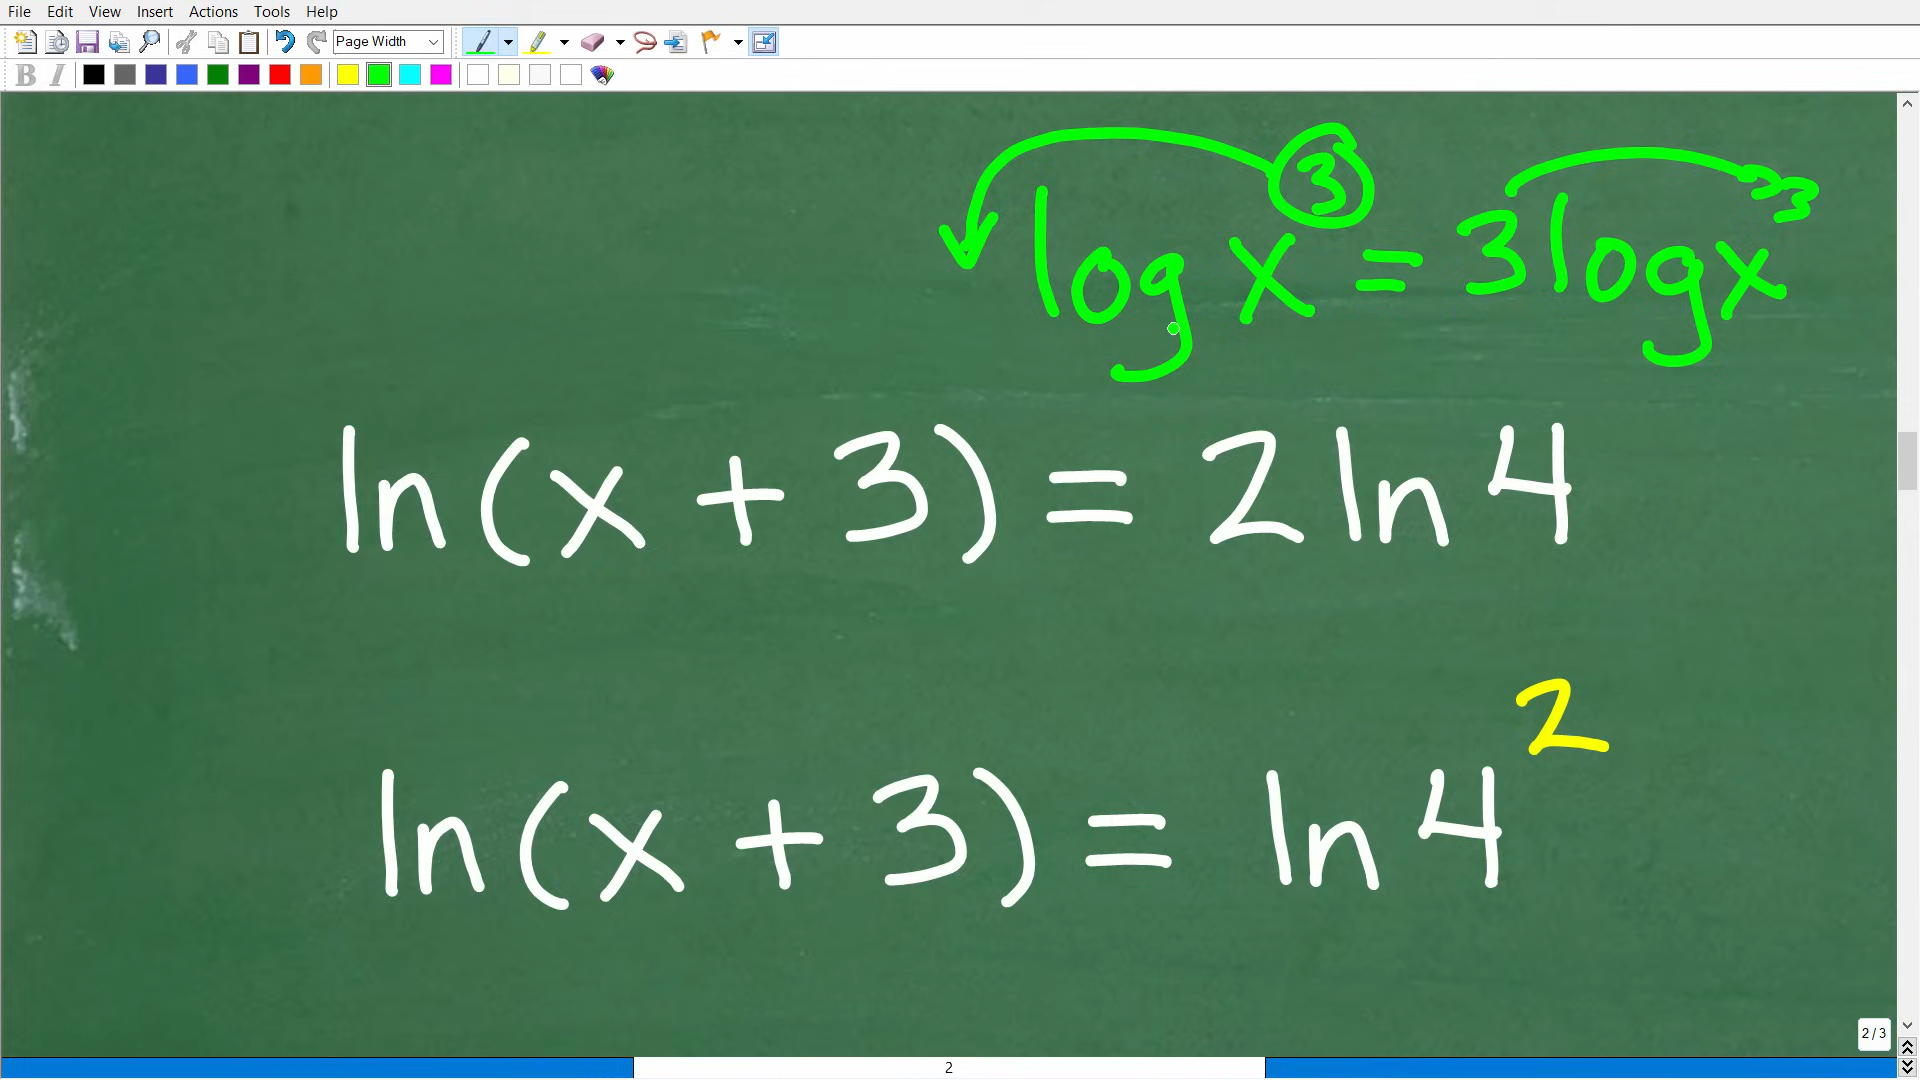 File Edit View Insert Actions Tools Help
Page Width
B I
log x³ = 3 log x³
ln(x + 3) = 2 ln 4
ln(x + 3) = ln 4²
2 / 3
2